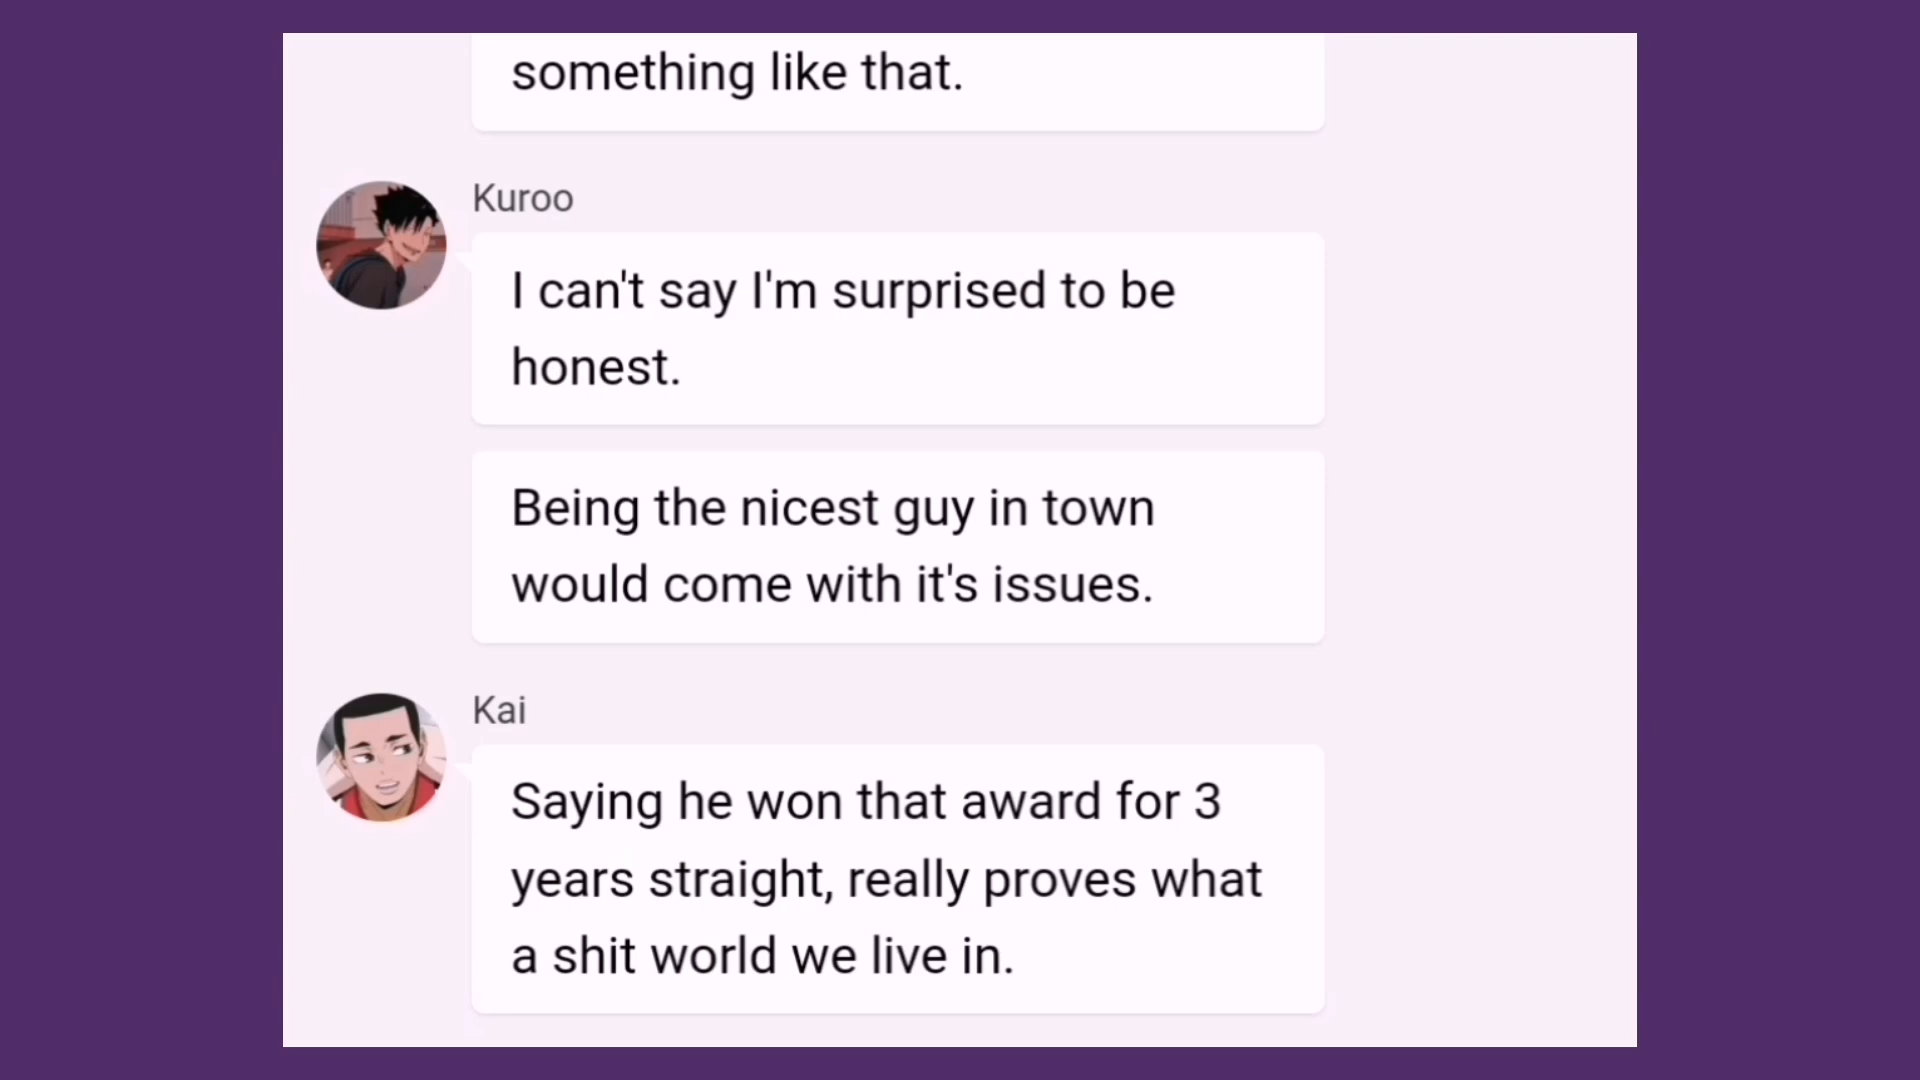 something like that.
Kuroo
I can't say I'm surprised to be
honest.
Being the nicest guy in town
would come with it's issues.
Kai
Saying he won that award for 3
years straight, really proves what
a shit world we live in.